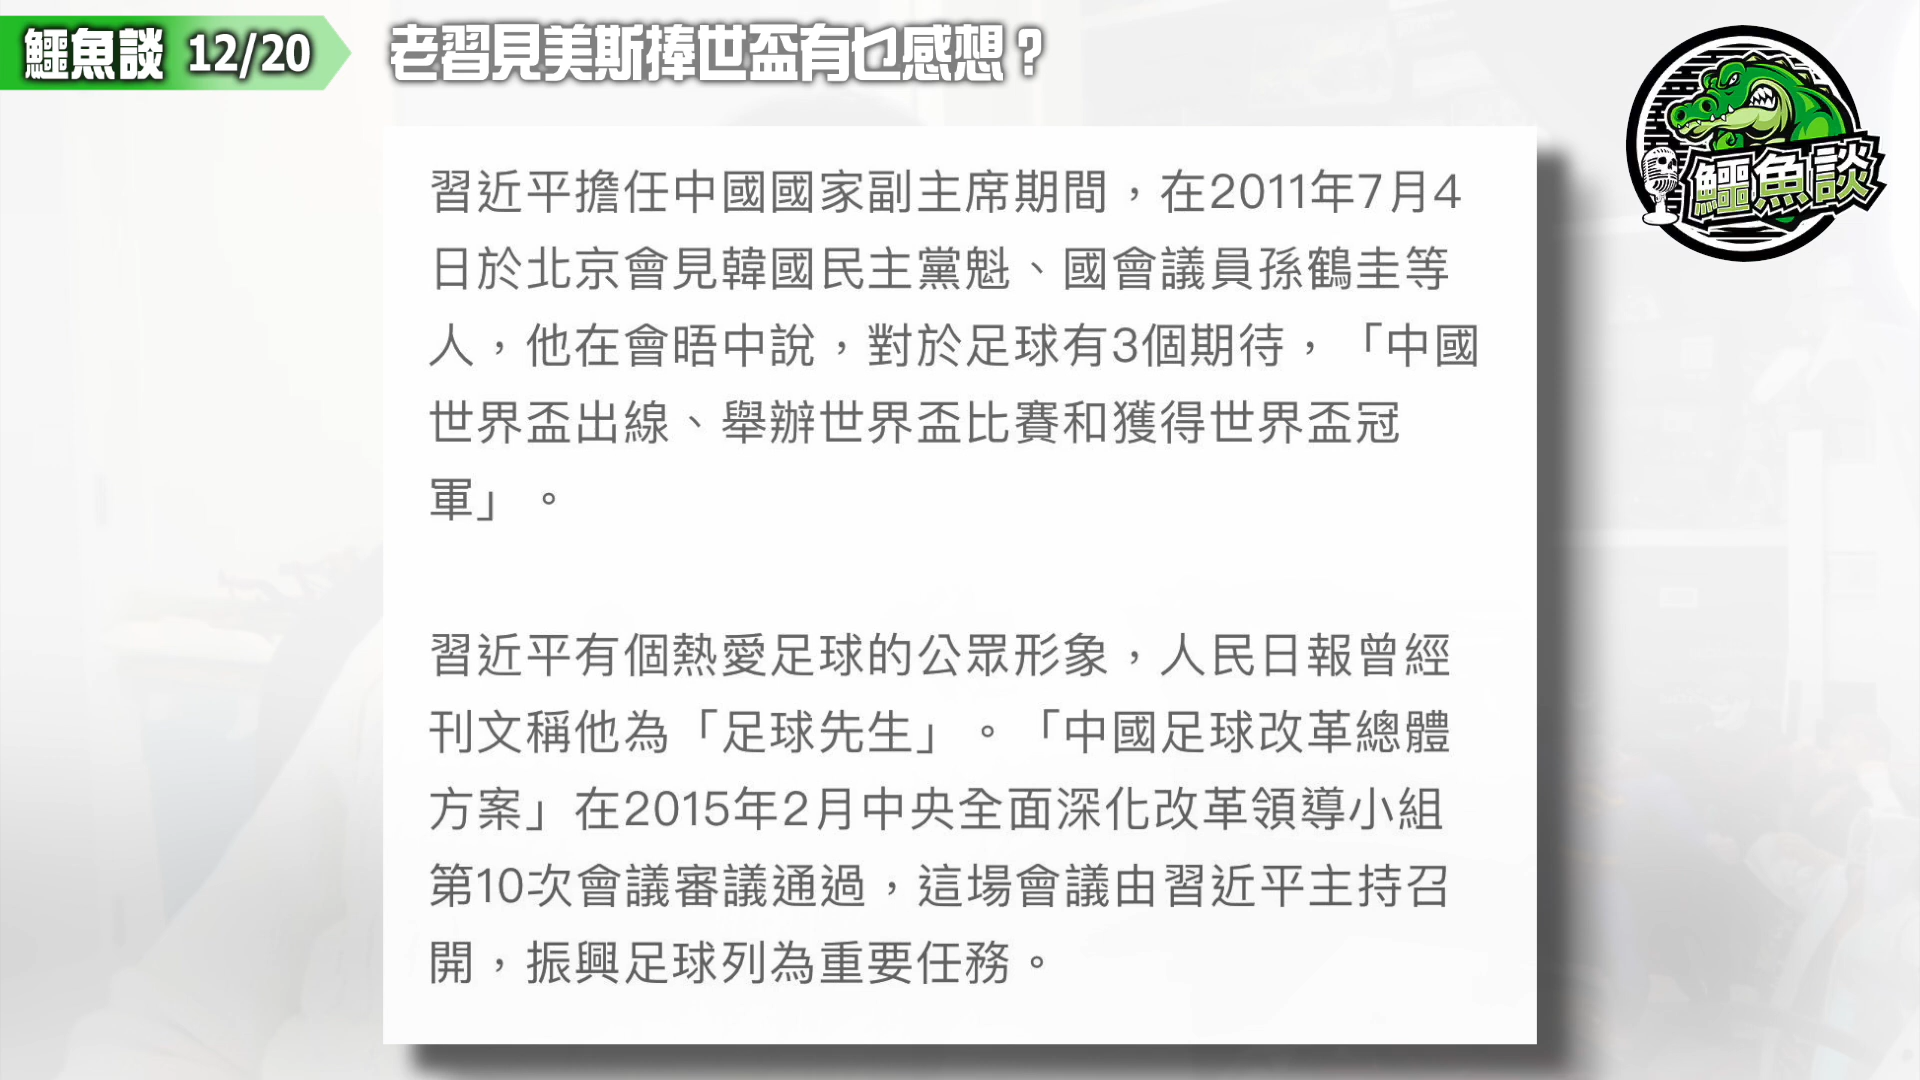 鱷魚談 12/20
老習見美斯捧世盃有乜感想？
鱷魚談
習近平擔任中國國家副主席期間，在2011年7月4
日於北京會見韓國民主黨魁、國會議員孫鶴圭等
人，他在會晤中說，對於足球有3個期待，「中國
世界盃出線、舉辦世界盃比賽和獲得世界盃冠
軍」。
習近平有個熱愛足球的公眾形象，人民日報曾經
刊文稱他為「足球先生」。「中國足球改革總體
方案」在2015年2月中央全面深化改革領導小組
第10次會議審議通過，這場會議由習近平主持召
開，振興足球列為重要任務。